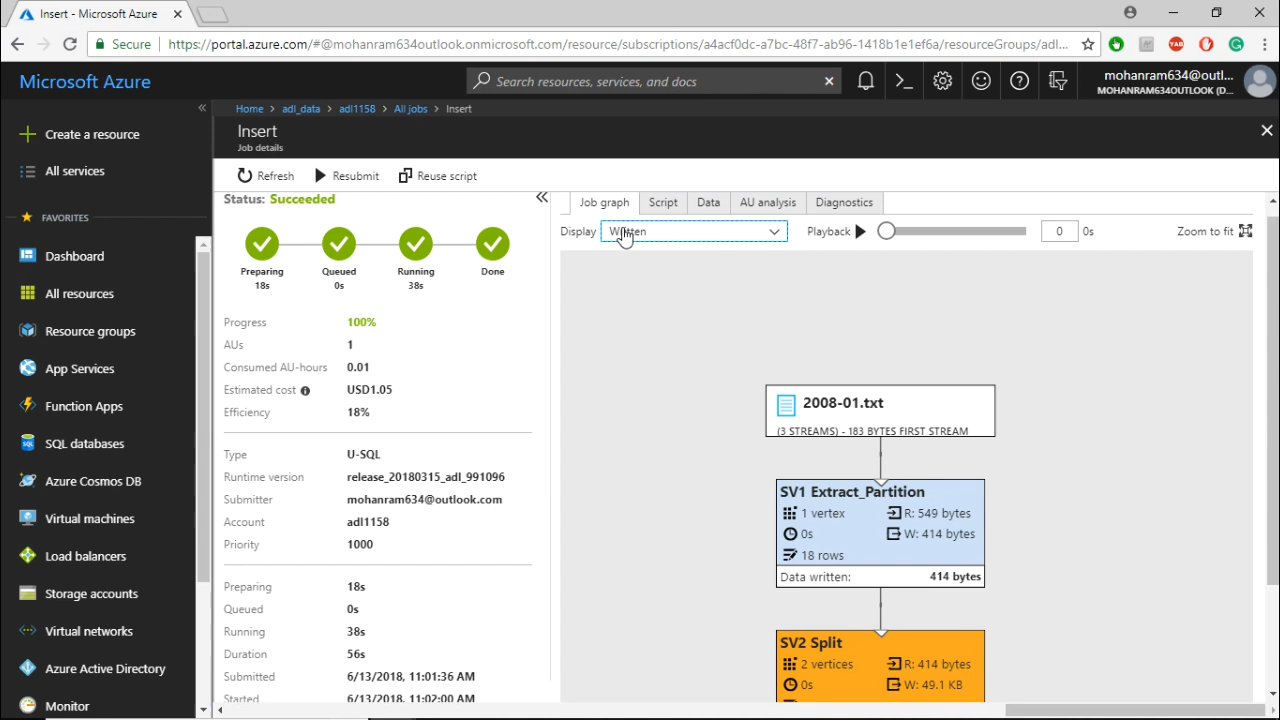 Insert - Microsoft Azure
Secure https://portal.azure.com/#@mohanram634outlook.onmicrosoft.com/resource/subscriptions/a4acf0dc-a7bc-48f7-ab96-1418b1e1ef6a/resourceGroups/adl...
YAB
Microsoft Azure
Search resources, services, and docs
mohanram634@outl...
MOHANRAM634OUTLOOK (D...
Home > adl_data > adl1158 > All jobs > Insert
Insert
Job details
Create a resource
All services
FAVORITES
Dashboard
All resources
Resource groups
App Services
Function Apps
SQL databases
Azure Cosmos DB
Virtual machines
Load balancers
Storage accounts
Virtual networks
Azure Active Directory
Monitor
Refresh Resubmit Reuse script
Status: Succeeded
Preparing Queued Running Done
18s 0s 38s
Progress 100%
AUs 1
Consumed AU-hours 0.01
Estimated cost USD1.05
Efficiency 18%
Type U-SQL
Runtime version release_20180315_adl_991096
Submitter mohanram634@outlook.com
Account adl1158
Priority 1000
Preparing 18s
Queued 0s
Running 38s
Duration 56s
Submitted 6/13/2018, 11:01:36 AM
Started 6/13/2018, 11:02:00 AM
Job graph Script Data AU analysis Diagnostics
Display Written Playback 0 0s Zoom to fit
2008-01.txt
(3 STREAMS) - 183 BYTES FIRST STREAM
SV1 Extract_Partition
1 vertex R: 549 bytes
0s W: 414 bytes
18 rows
Data written: 414 bytes
SV2 Split
2 vertices R: 414 bytes
0s W: 49.1 KB